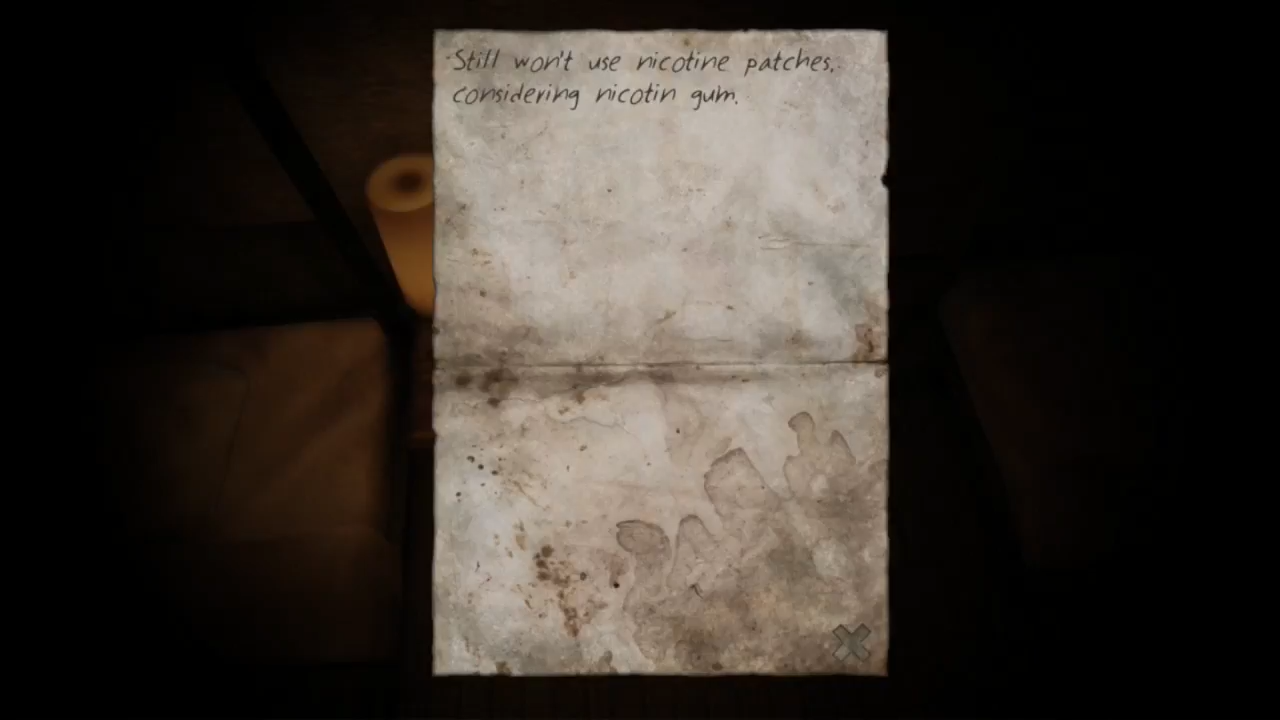 Still won't use nicotine patches,
considering nicotin gum.